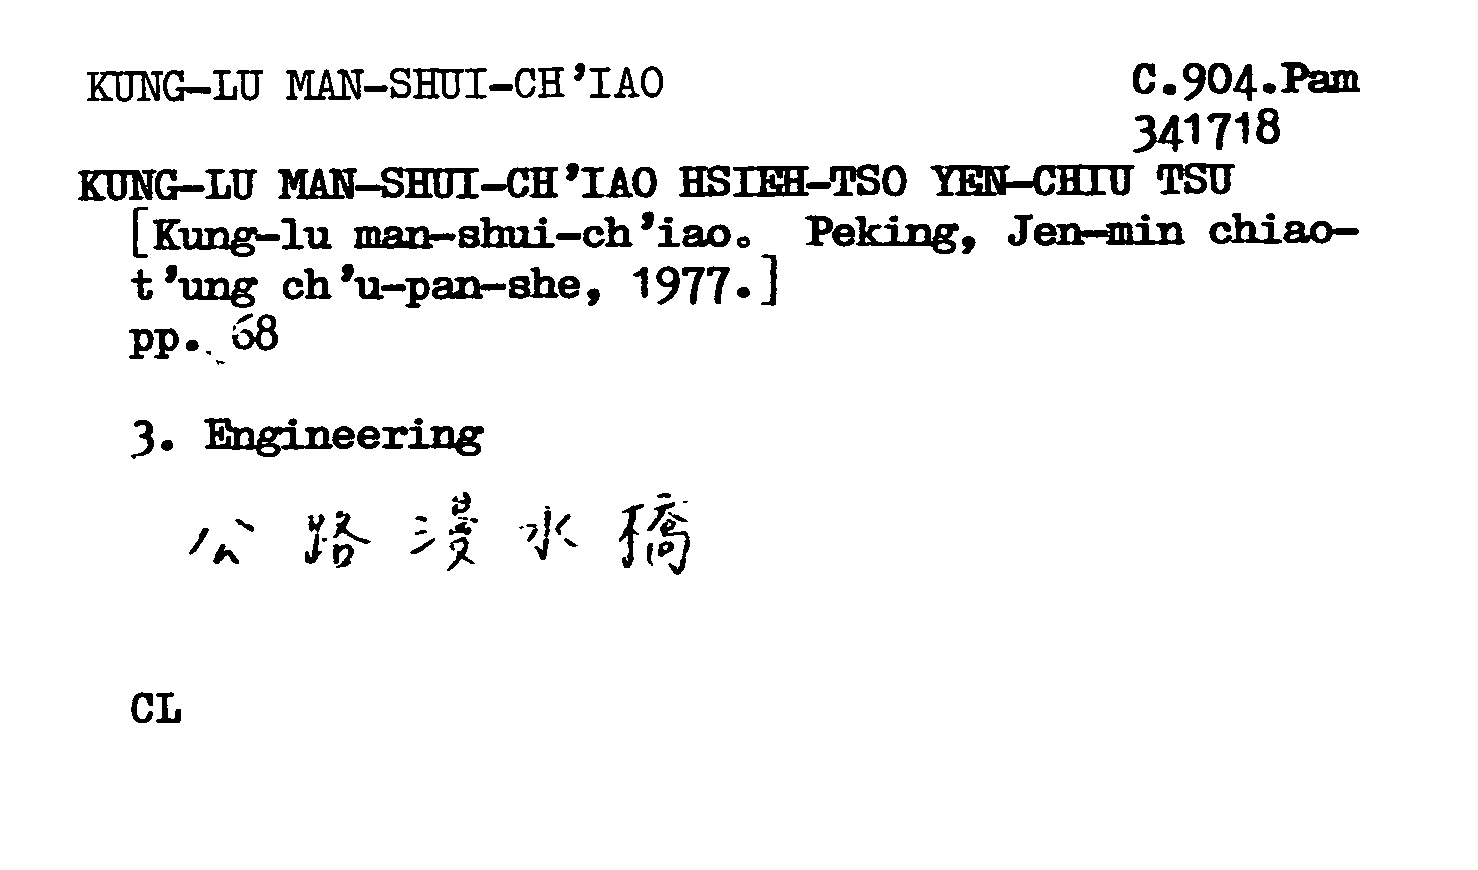 KUNG-LU MAN-SHUI-CH'IAO
C.904.Pam
341718
KUNG-LU MAN-SHUI-CH'IAO HSIEH-TSO YEN-CHIU TSU
[Kung-lu man-shui-ch'iao. Peking, Jen-min chiao-
t'ung ch'u-pan-she, 1977.]
pp. 68
3. Engineering
公路漫水橋
CL